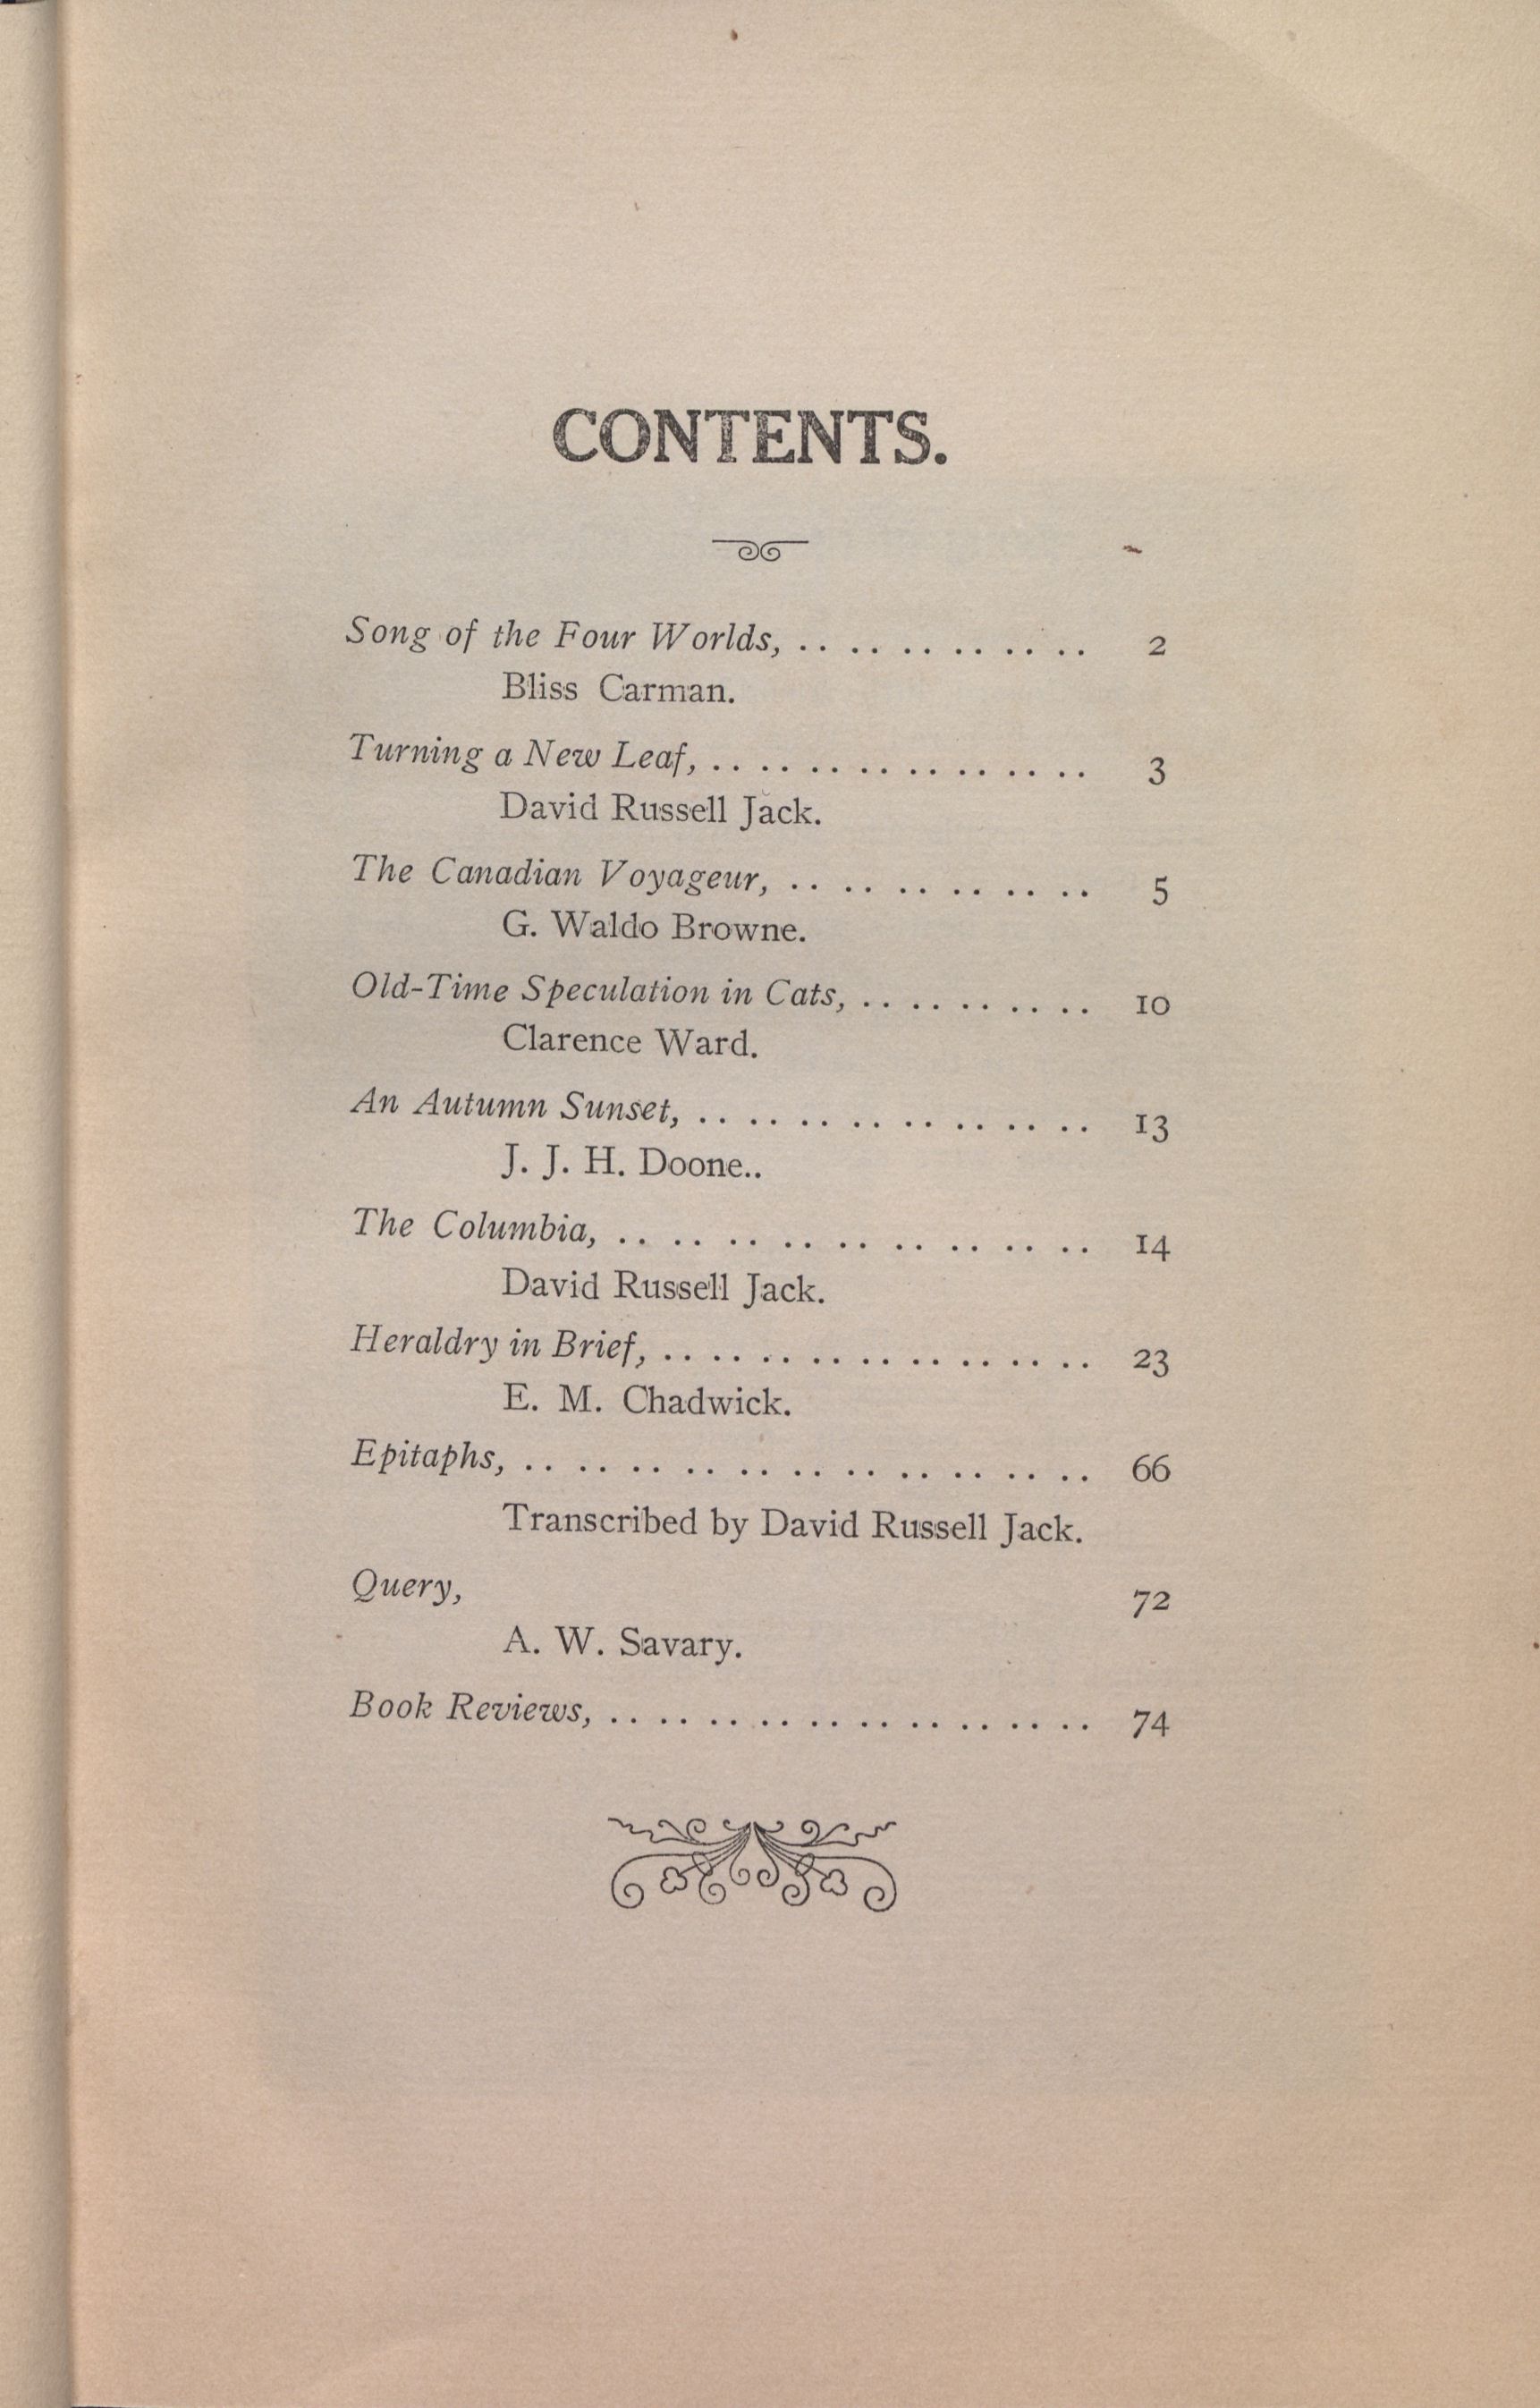 CONTENTS.
Song of the Four Worlds, .. .. .. .. .. .. 2
Bliss Carman.
Turning a New Leaf, .. .. .. .. .. .. .. .. 3
David Russell Jack.
The Canadian Voyageur, .. .. .. .. .. .. 5
G. Waldo Browne.
Old-Time Speculation in Cats, .. .. .. .. .. 10
Clarence Ward.
An Autumn Sunset, .. .. .. .. .. .. .. .. 13
J. J. H. Doone..
The Columbia, .. .. .. .. .. .. .. .. .. 14
David Russell Jack.
Heraldry in Brief, .. .. .. .. .. .. .. .. .. 23
E. M. Chadwick.
Epitaphs, .. .. .. .. .. .. .. .. .. .. .. 66
Transcribed by David Russell Jack.
Query, 72
A. W. Savary.
Book Reviews, .. .. .. .. .. .. .. .. .. .. 74